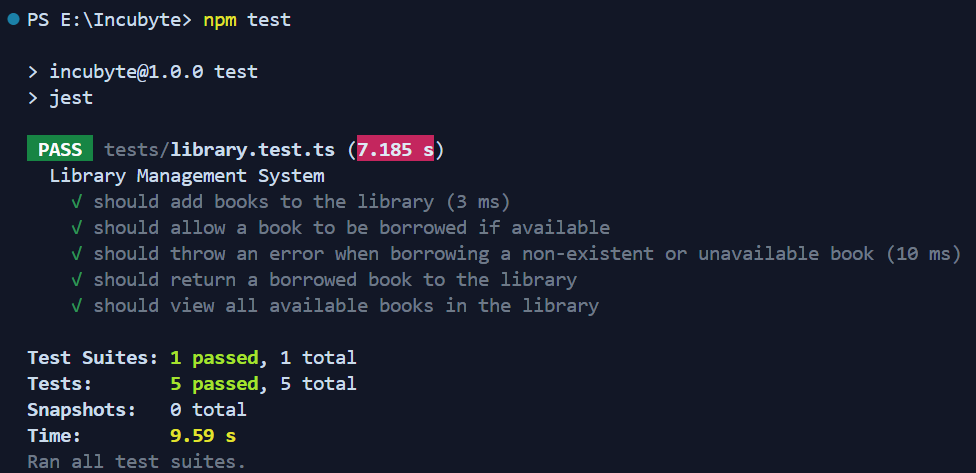 PS E:\Incubyte> npm test
> incubyte@1.0.0 test
> jest
PASS tests/library.test.ts (7.185 s)
Library Management System
√ should add books to the library (3 ms)
√ should allow a book to be borrowed if available
√ should throw an error when borrowing a non-existent or unavailable book (10 ms)
√ should return a borrowed book to the library
√ should view all available books in the library
Test Suites: 1 passed, 1 total
Tests: 5 passed, 5 total
Snapshots: 0 total
Time: 9.59 s
Ran all test suites.